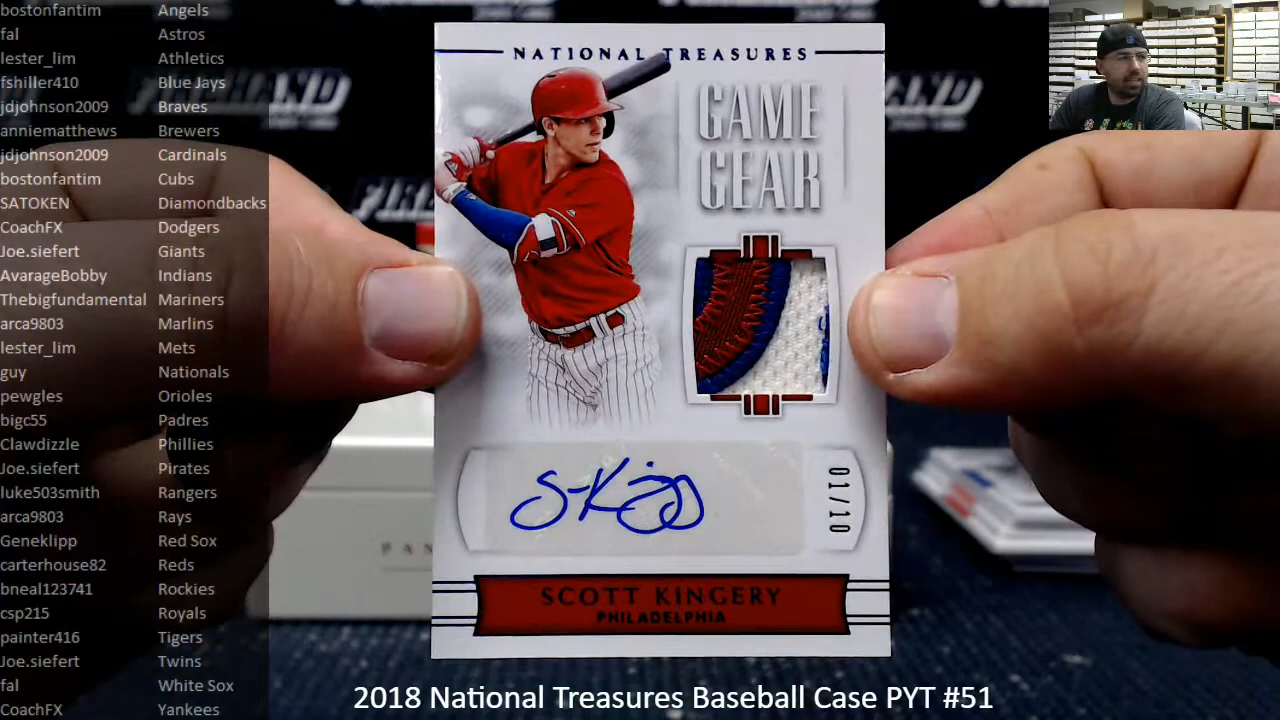 bostonfantim Angels
fal Astros
lester_lim Athletics
fshiller410 Blue Jays
jdjohnson2009 Braves
anniematthews Brewers
jdjohnson2009 Cardinals
bostonfantim Cubs
SATOKEN Diamondbacks
CoachFX Dodgers
Joe.siefert Giants
AvarageBobby Indians
Thebigfundamental Mariners
arca9803 Marlins
lester_lim Mets
guy Nationals
pewgles Orioles
bigc55 Padres
Clawdizzle Phillies
Joe.siefert Pirates
luke503smith Rangers
arca9803 Rays
Geneklipp Red Sox
carterhouse82 Reds
bneal123741 Rockies
csp215 Royals
painter416 Tigers
Joe.siefert Twins
fal White Sox
CoachFX Yankees
NATIONAL TREASURES
GAME
GEAR
01/10
SCOTT KINGERY
PHILADELPHIA
2018 National Treasures Baseball Case PYT #51